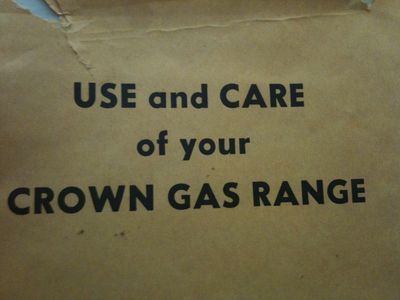 USE and CARE
of your
CROWN GAS RANGE